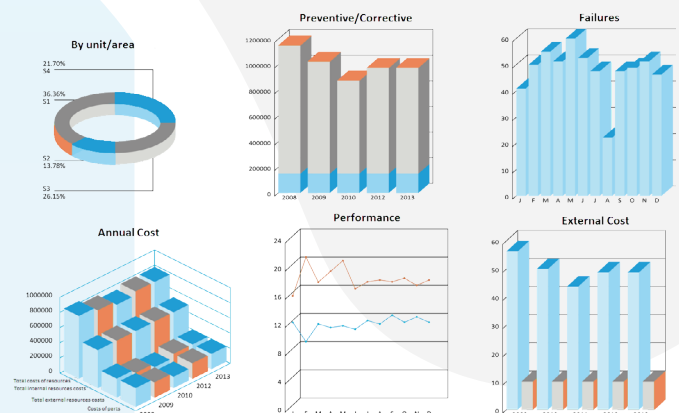 Preventive/Corrective
Failures
By unit/area
21.70%
S4
36.36%
S1
S2
13.78%
S3
26.15%
1200000
1000000
800000
600000
400000
200000
0
2008 2009 2010 2012 2013
60
50
40
30
20
10
0
J F M A M J J A S O N D
Annual Cost
Performance
External Cost
1000000
800000
600000
400000
200000
0
Total costs of resources
Total internal resources costs
Total external resources costs
Costs of parts
2009
2010
2012
2013
24
20
16
12
8
4
0
60
50
40
30
20
10
0